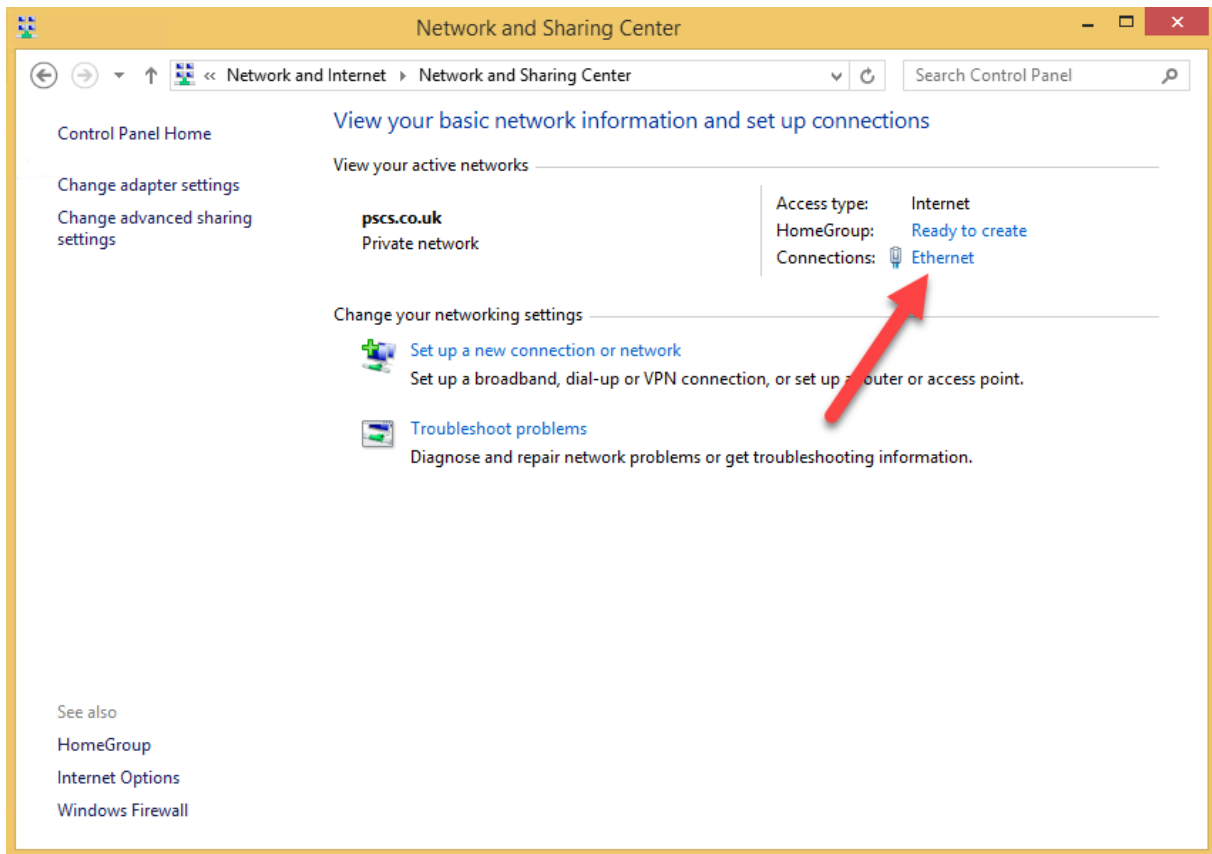 Network and Sharing Center
« Network and Internet Network and Sharing Center
Search Control Panel
Control Panel Home
Change adapter settings
Change advanced sharing
settings
View your basic network information and set up connections
View your active networks
pscs.co.uk
Private network
Access type: Internet
HomeGroup: Ready to create
Connections: Ethernet
Change your networking settings
Set up a new connection or network
Set up a broadband, dial-up or VPN connection, or set up a router or access point.
Troubleshoot problems
Diagnose and repair network problems or get troubleshooting information.
See also
HomeGroup
Internet Options
Windows Firewall